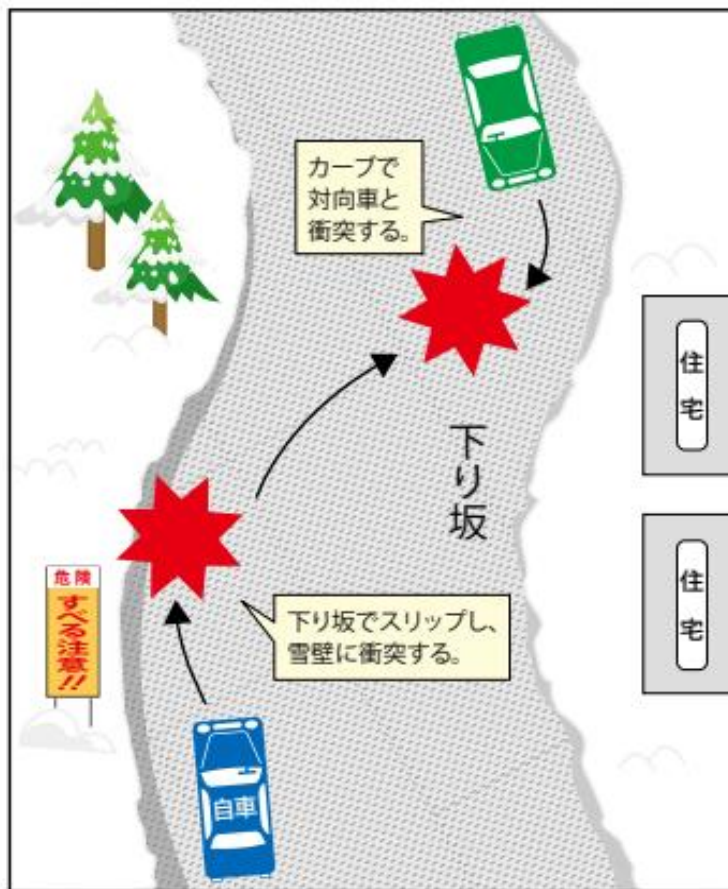 カーブで
対向車と
衝突する。
住宅
下り坂
住宅
危険
すべる注意!!
下り坂でスリップし、
雪壁に衝突する。
自車